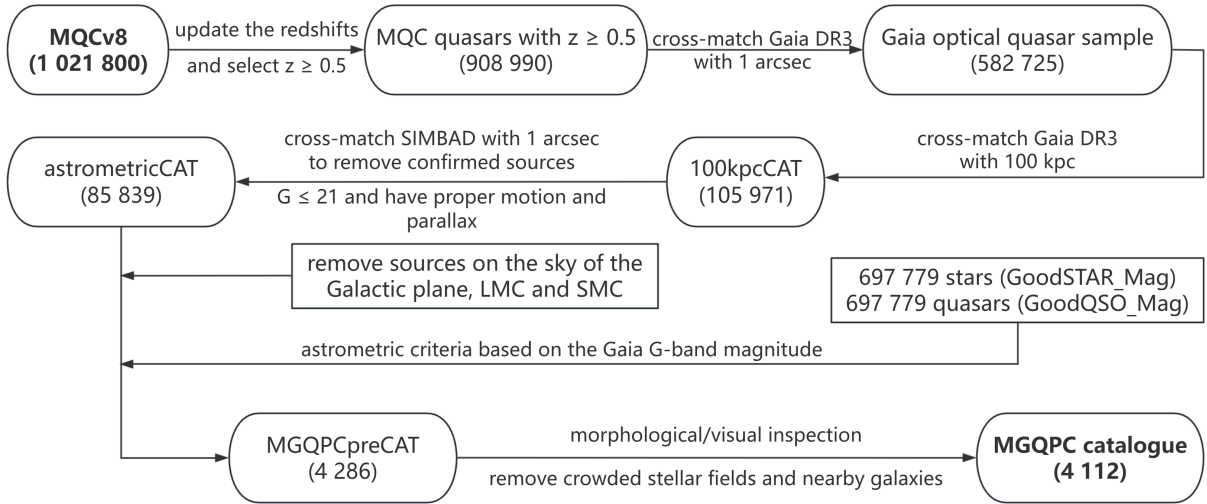 MQCv8
(1 021 800)
update the redshifts
and select z ≥ 0.5
MQC quasars with z ≥ 0.5
(908 990)
cross-match Gaia DR3
with 1 arcsec
Gaia optical quasar sample
(582 725)
cross-match Gaia DR3
with 100 kpc
100kpcCAT
(105 971)
cross-match SIMBAD with 1 arcsec
to remove confirmed sources
G ≤ 21 and have proper motion and
parallax
astrometricCAT
(85 839)
remove sources on the sky of the
Galactic plane, LMC and SMC
697 779 stars (GoodSTAR_Mag)
697 779 quasars (GoodQSO_Mag)
astrometric criteria based on the Gaia G-band magnitude
MGQPCpreCAT
(4 286)
morphological/visual inspection
remove crowded stellar fields and nearby galaxies
MGQPC catalogue
(4 112)